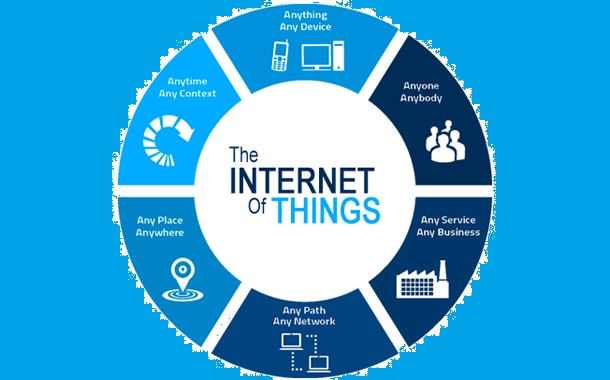 Anything
Any Device
Anyone
Anybody
Any Service
Any Business
Any Path
Any Network
Any Place
Anywhere
Anytime
Any Context
The
INTERNET
Of THINGS